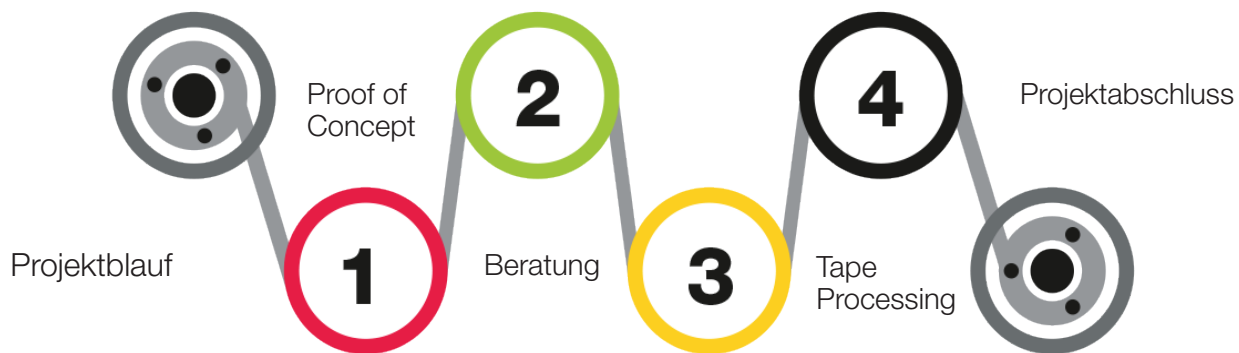 Projektblauf
1
Proof of
Concept
2
Beratung
3
Tape
Processing
4
Projektabschluss